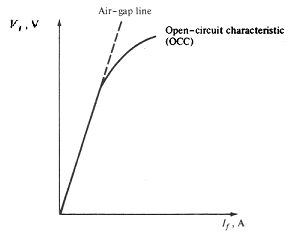 Air-gap line
V_t, V
Open-circuit characteristic
(OCC)
I_f, A